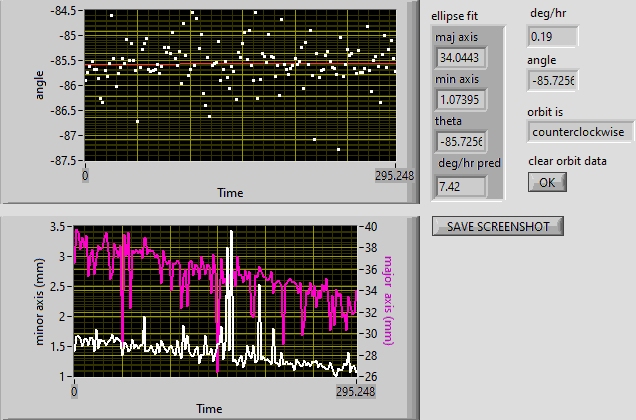 -84.5
-85
-85.5
-86
-86.5
-87
-87.5
angle
0
295.248
Time
ellipse fit
maj axis
34.0443
min axis
1.07395
theta
-85.7256
deg/hr pred
7.42
deg/hr
0.19
angle
-85.7256
orbit is
counterclockwise
clear orbit data
OK
SAVE SCREENSHOT
3.5
3
2.5
2
1.5
1
minor axis (mm)
40
38
36
34
32
30
28
26
major axis (mm)
0
295.248
Time